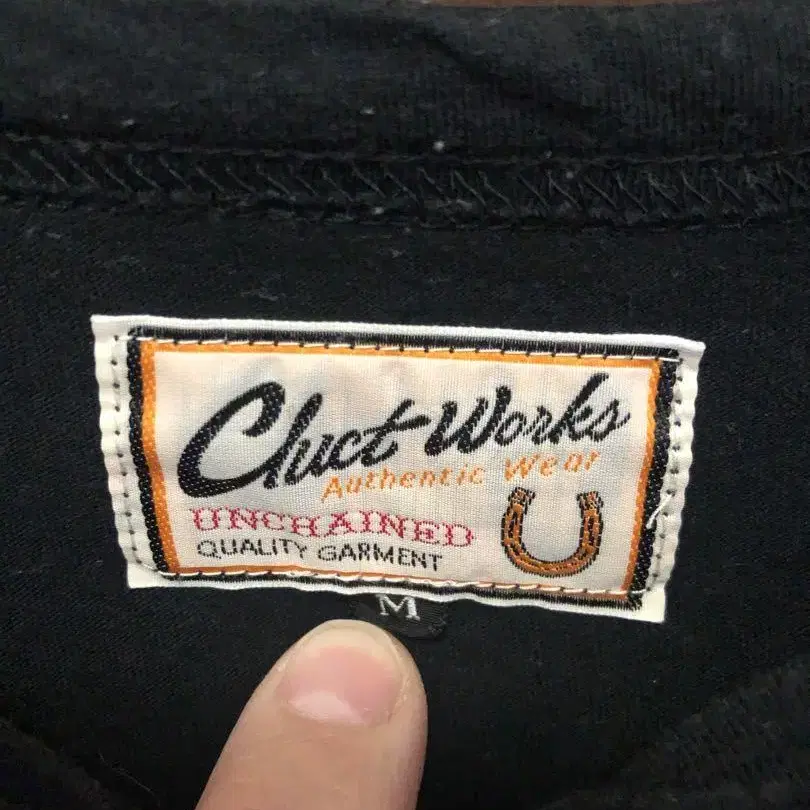 Cluct Works
Authentic Wear
UNCHAINED
QUALITY GARMENT
M